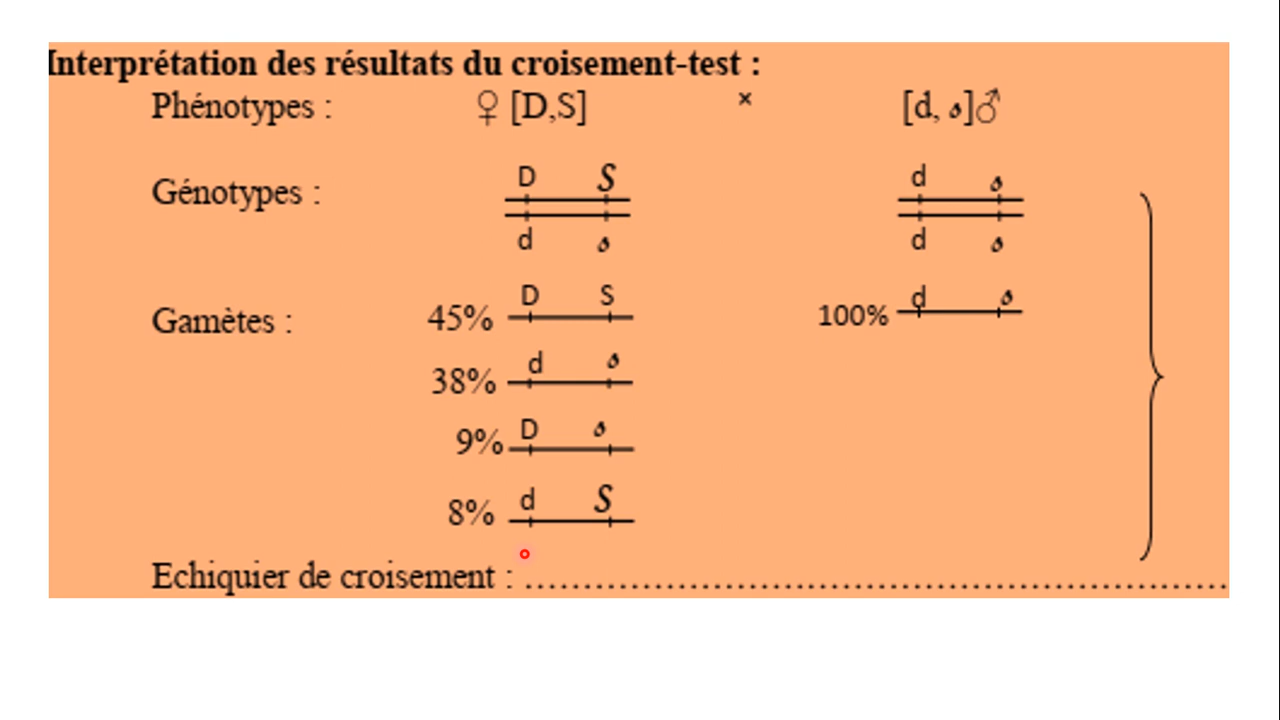 Interprétation des résultats du croisement-test :
Phénotypes : ♀ [D,S] × [d, s]♂
D S d s
Génotypes :
d s d s
D S d s
Gamètes : 45% 100%
d s
38%
D s
9%
d S
8%
Echiquier de croisement : ..............................................................